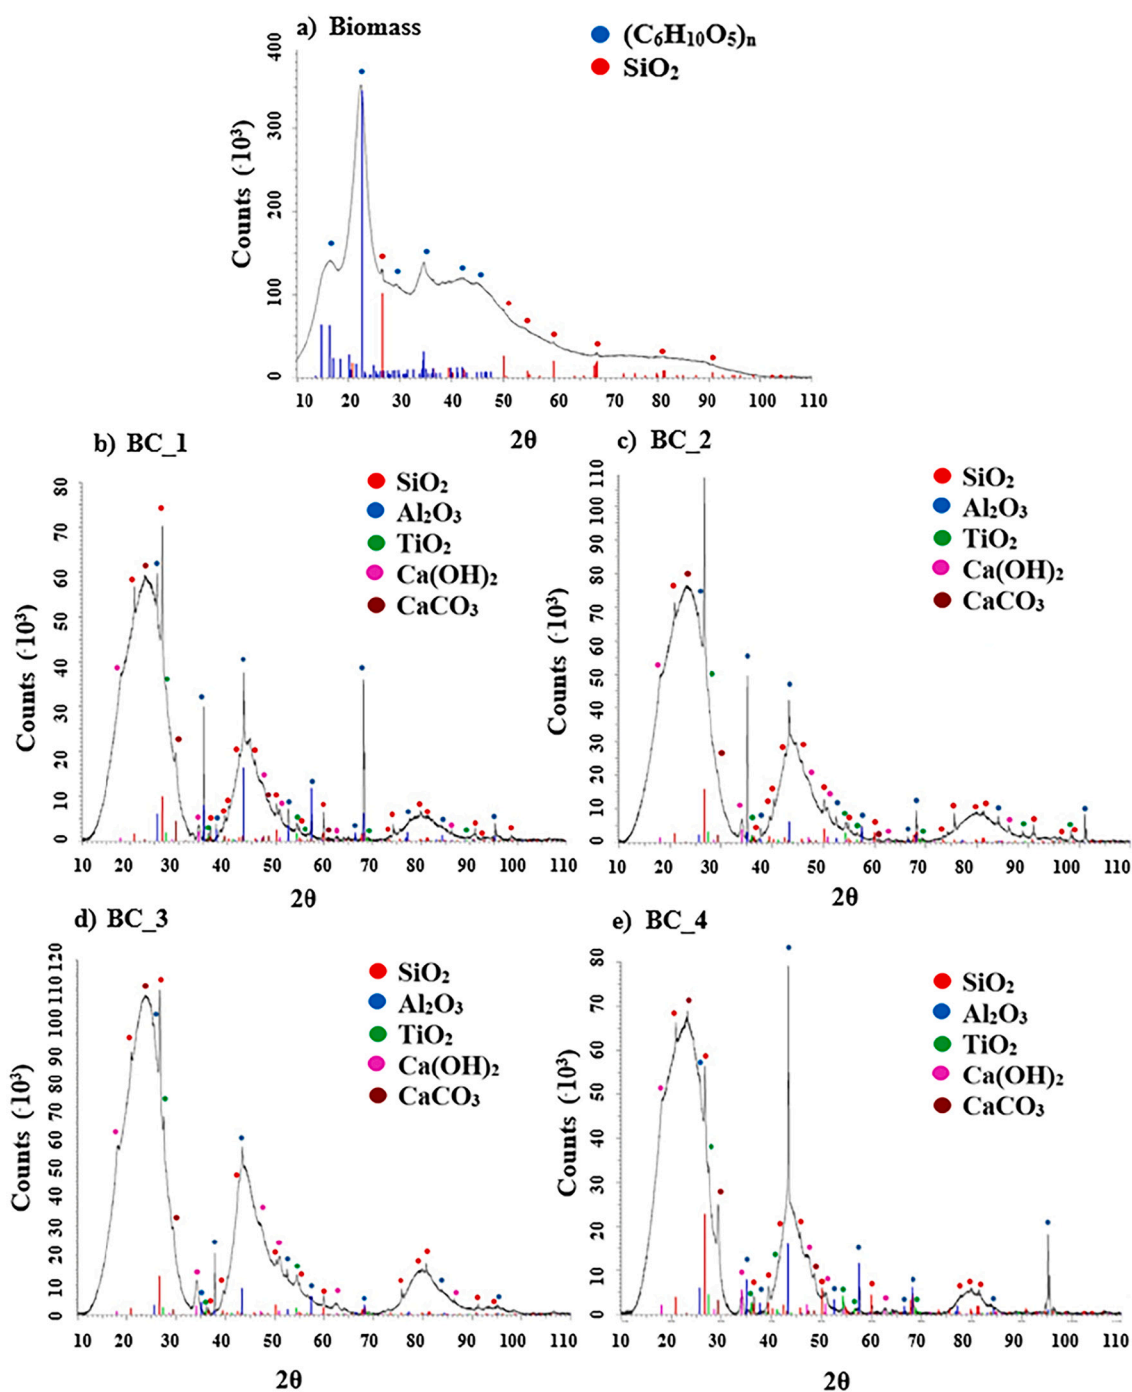 a) Biomass
(C₆H₁₀O₅)ₙ
SiO₂
Counts (·10³)
400
300
200
100
0
10 20 30 40 50 60 70 80 90 100 110
2θ
b) BC_1
SiO₂
Al₂O₃
TiO₂
Ca(OH)₂
CaCO₃
Counts (·10³)
80
70
60
50
40
30
20
10
0
10 20 30 40 50 60 70 80 90 100 110
2θ
c) BC_2
SiO₂
Al₂O₃
TiO₂
Ca(OH)₂
CaCO₃
Counts (·10³)
110
100
90
80
70
60
50
40
30
20
10
0
10 20 30 40 50 60 70 80 90 100 110
2θ
d) BC_3
SiO₂
Al₂O₃
TiO₂
Ca(OH)₂
CaCO₃
Counts (·10³)
120
110
100
90
80
70
60
50
40
30
20
10
0
10 20 30 40 50 60 70 80 90 100 110
2θ
e) BC_4
SiO₂
Al₂O₃
TiO₂
Ca(OH)₂
CaCO₃
Counts (·10³)
80
70
60
50
40
30
20
10
0
10 20 30 40 50 60 70 80 90 100 110
2θ